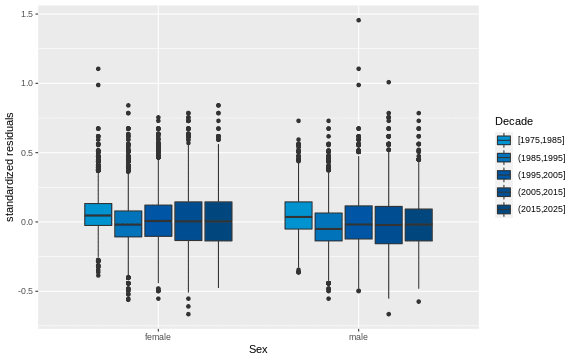 1.5
1.0
0.5
0.0
-0.5
standardized residuals
female
male
Sex
Decade
[1975,1985]
(1985,1995]
(1995,2005]
(2005,2015]
(2015,2025]